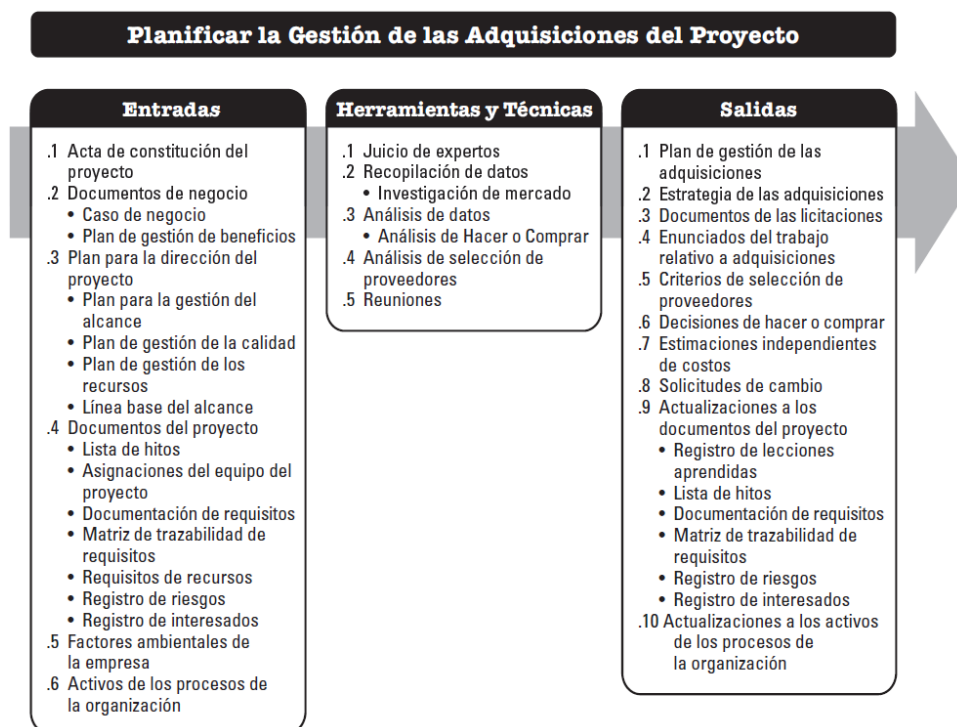 Planificar la Gestión de las Adquisiciones del Proyecto
Entradas
.1 Acta de constitución del
proyecto
.2 Documentos de negocio
• Caso de negocio
• Plan de gestión de beneficios
.3 Plan para la dirección del
proyecto
• Plan para la gestión del
alcance
• Plan de gestión de la calidad
• Plan de gestión de los
recursos
• Línea base del alcance
.4 Documentos del proyecto
• Lista de hitos
• Asignaciones del equipo del
proyecto
• Documentación de requisitos
• Matriz de trazabilidad de
requisitos
• Requisitos de recursos
• Registro de riesgos
• Registro de interesados
.5 Factores ambientales de
la empresa
.6 Activos de los procesos de
la organización
Herramientas y Técnicas
.1 Juicio de expertos
.2 Recopilación de datos
• Investigación de mercado
.3 Análisis de datos
• Análisis de Hacer o Comprar
.4 Análisis de selección de
proveedores
.5 Reuniones
Salidas
.1 Plan de gestión de las
adquisiciones
.2 Estrategia de las adquisiciones
.3 Documentos de las licitaciones
.4 Enunciados del trabajo
relativo a adquisiciones
.5 Criterios de selección de
proveedores
.6 Decisiones de hacer o comprar
.7 Estimaciones independientes
de costos
.8 Solicitudes de cambio
.9 Actualizaciones a los
documentos del proyecto
• Registro de lecciones
aprendidas
• Lista de hitos
• Documentación de requisitos
• Matriz de trazabilidad de
requisitos
• Registro de riesgos
• Registro de interesados
.10 Actualizaciones a los activos
de los procesos de
la organización